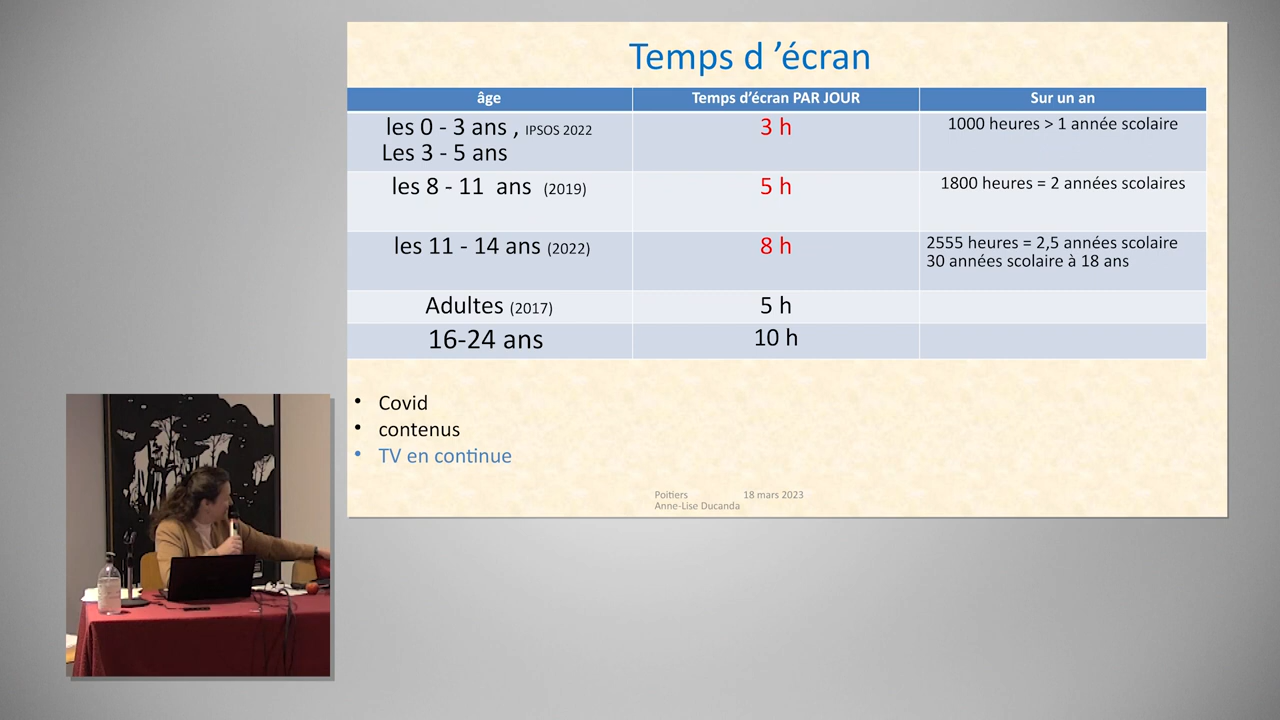 Temps d ’écran
âge Temps d’écran PAR JOUR Sur un an
les 0 - 3 ans , IPSOS 2022 3 h 1000 heures > 1 année scolaire
Les 3 - 5 ans
les 8 - 11 ans (2019) 5 h 1800 heures = 2 années scolaires
les 11 - 14 ans (2022) 8 h 2555 heures = 2,5 années scolaire
30 années scolaire à 18 ans
Adultes (2017) 5 h
16-24 ans 10 h
• Covid
• contenus
• TV en continue
Poitiers 18 mars 2023
Anne-Lise Ducanda